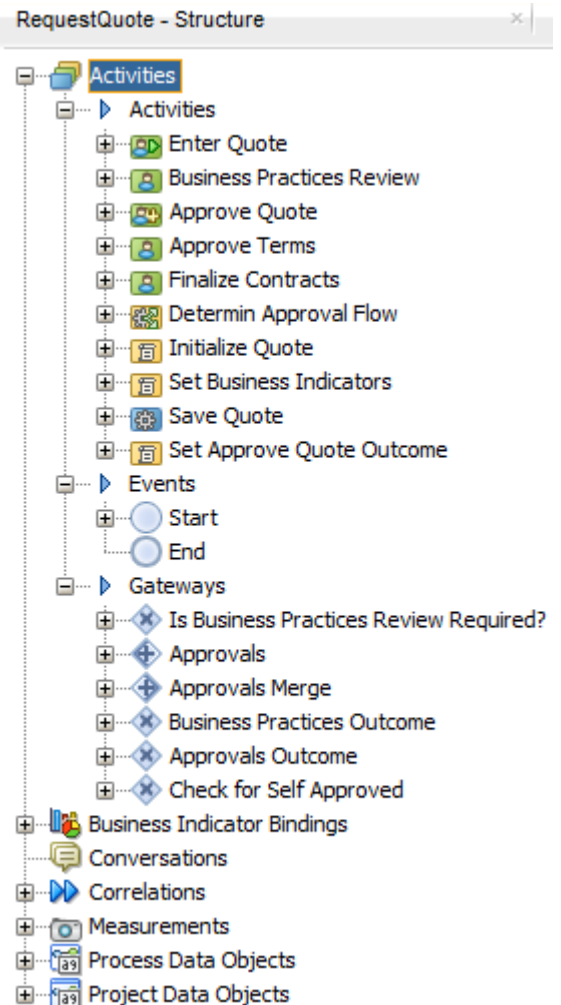 RequestQuote - Structure
Activities
Activities
Enter Quote
Business Practices Review
Approve Quote
Approve Terms
Finalize Contracts
Determin Approval Flow
Initialize Quote
Set Business Indicators
Save Quote
Set Approve Quote Outcome
Events
Start
End
Gateways
Is Business Practices Review Required?
Approvals
Approvals Merge
Business Practices Outcome
Approvals Outcome
Check for Self Approved
Business Indicator Bindings
Conversations
Correlations
Measurements
Process Data Objects
Project Data Objects